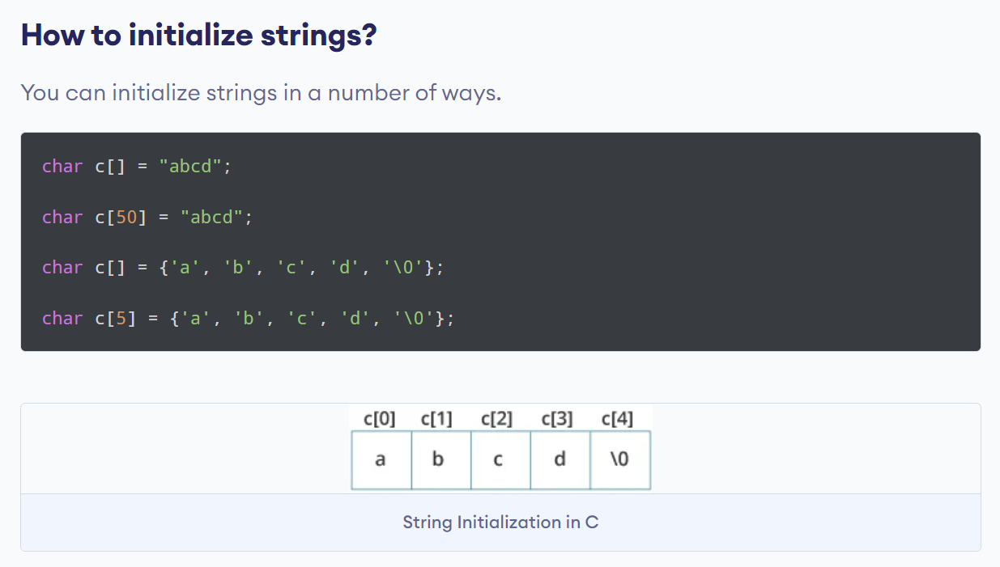 How to initialize strings?
You can initialize strings in a number of ways.
char c[] = "abcd";
char c[50] = "abcd";
char c[] = {'a', 'b', 'c', 'd', '\0'};
char c[5] = {'a', 'b', 'c', 'd', '\0'};
c[0] c[1] c[2] c[3] c[4]
a b c d \0
String Initialization in C